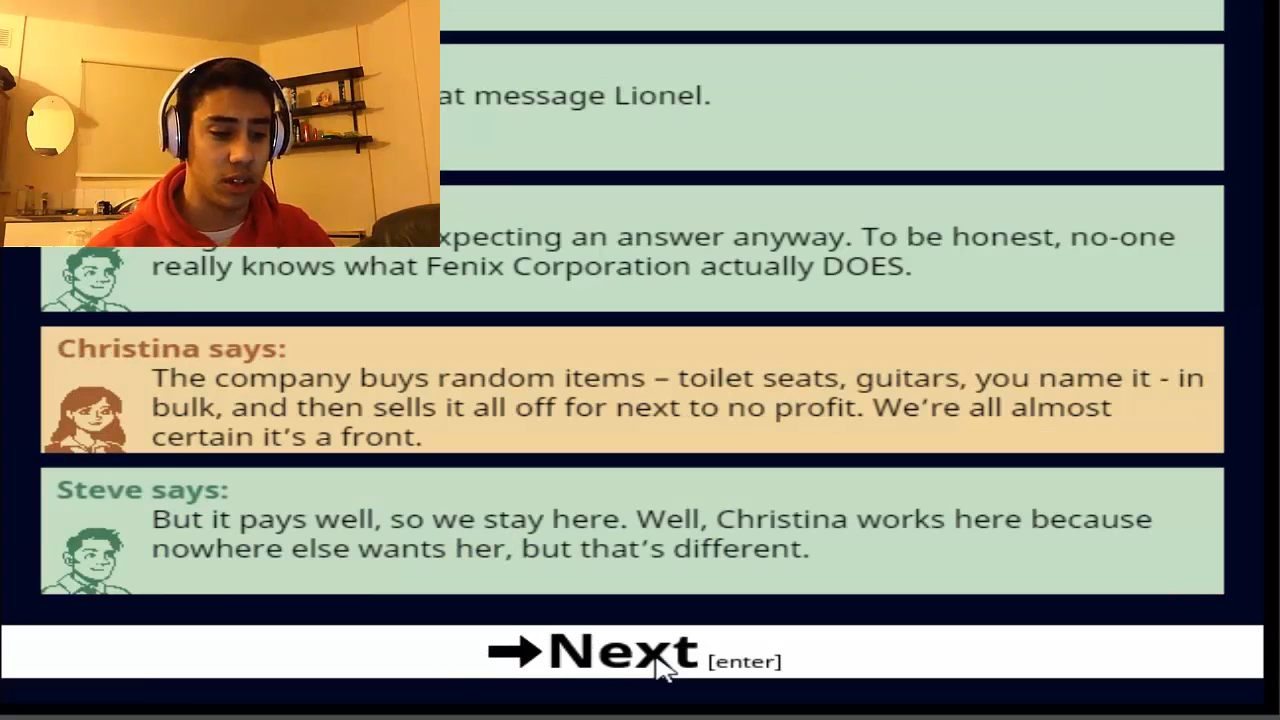 at message Lionel.
xpecting an answer anyway. To be honest, no-one
really knows what Fenix Corporation actually DOES.
Christina says:
The company buys random items – toilet seats, guitars, you name it - in
bulk, and then sells it all off for next to no profit. We're all almost
certain it's a front.
Steve says:
But it pays well, so we stay here. Well, Christina works here because
nowhere else wants her, but that's different.
Next [enter]